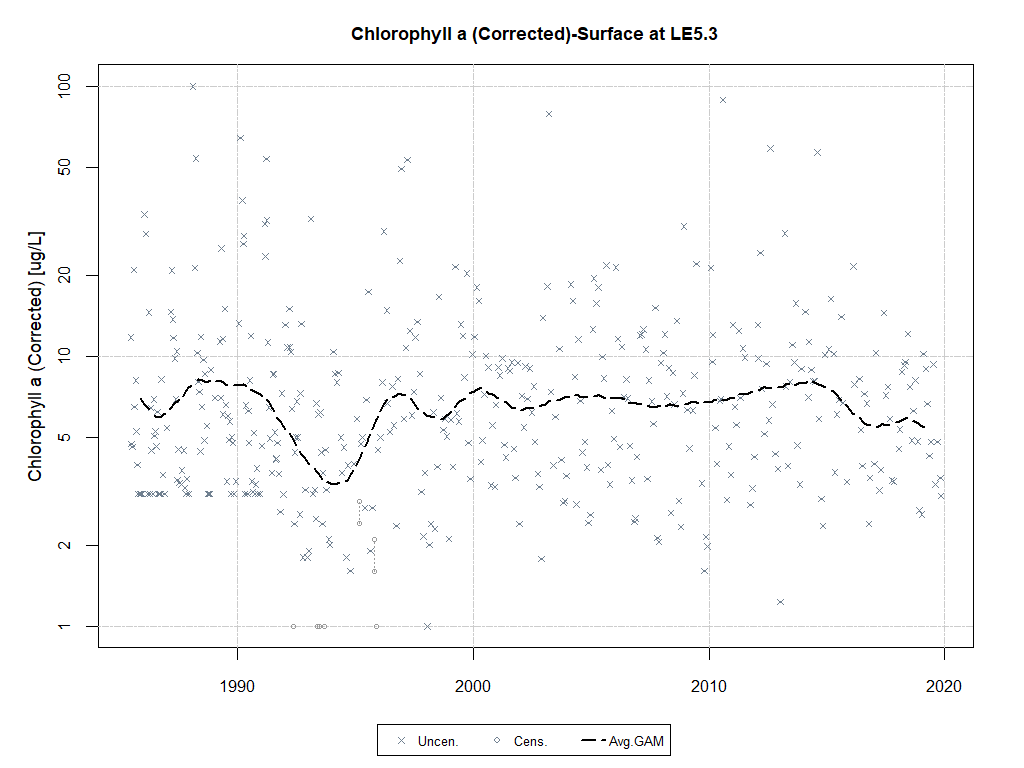 Chlorophyll a (Corrected)-Surface at LE5.3
Chlorophyll a (Corrected) [ug/L]
100
50
20
10
5
2
1
1990 2000 2010 2020
Uncen. Cens. Avg.GAM